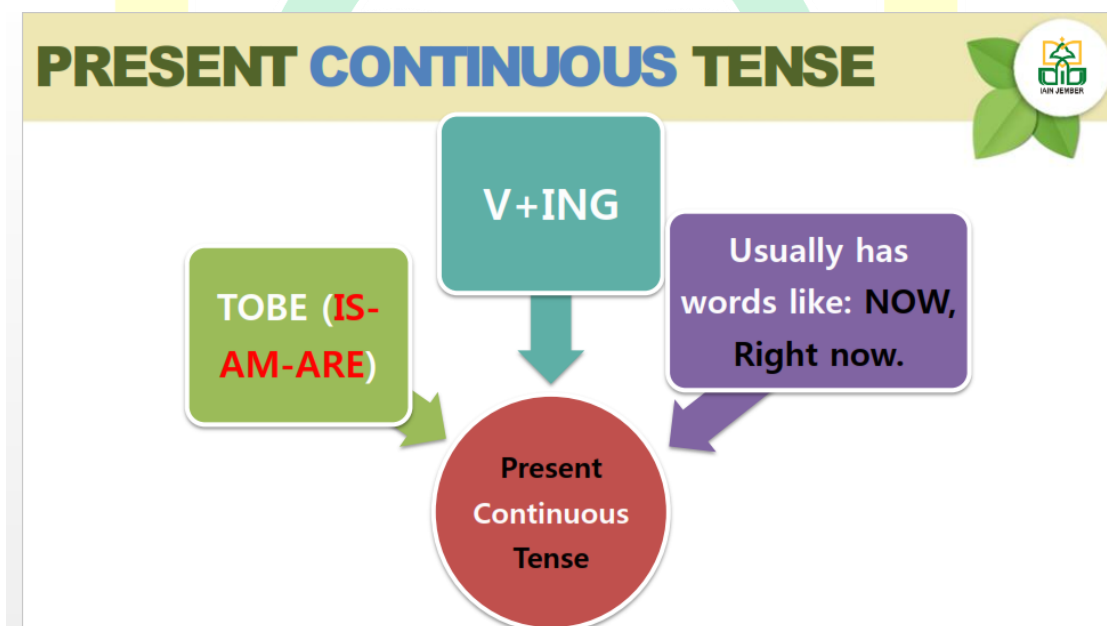 PRESENT CONTINUOUS TENSE
IAIN JEMBER
V+ING
TOBE (IS-
AM-ARE)
Usually has
words like: NOW,
Right now.
Present
Continuous
Tense